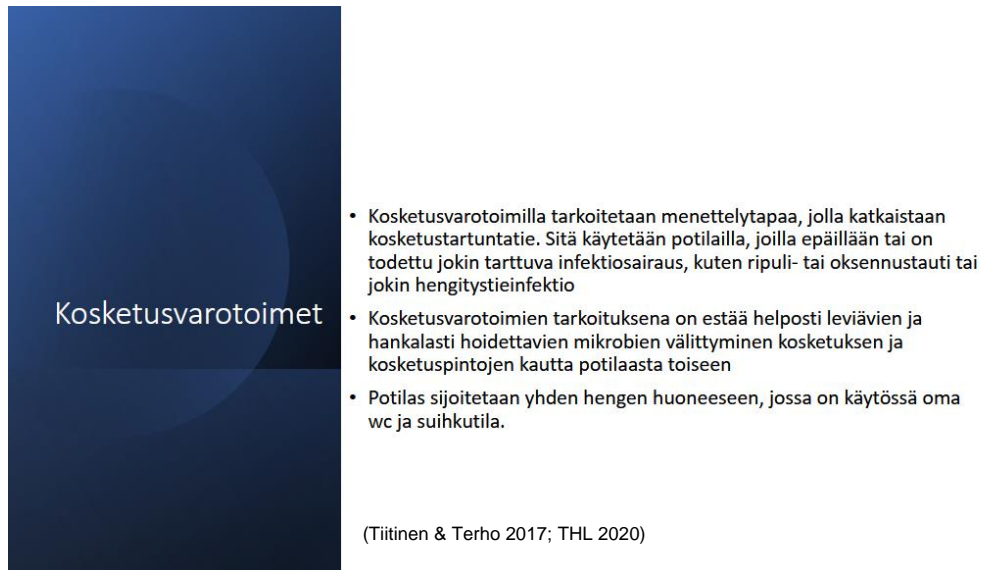 Kosketusvarotoimet
• Kosketusvarotoimilla tarkoitetaan menettelytapaa, jolla katkaistaan
kosketustartuntatie. Sitä käytetään potilailla, joilla epäillään tai on
todettu jokin tarttuva infektiosairaus, kuten ripuli- tai oksennustauti tai
jokin hengitystieinfektio
• Kosketusvarotoimien tarkoituksena on estää helposti leviävien ja
hankalasti hoidettavien mikrobien välittyminen kosketuksen ja
kosketuspintojen kautta potilaasta toiseen
• Potilas sijoitetaan yhden hengen huoneeseen, jossa on käytössä oma
wc ja suihkutila.
(Tiitinen & Terho 2017; THL 2020)